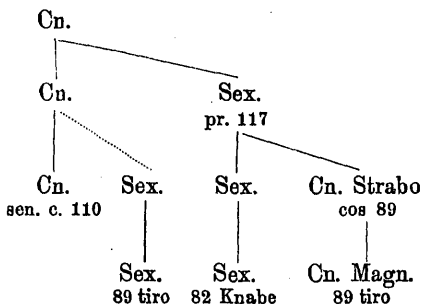 Cn.
Cn. Sex.
pr. 117
Cn. Sex. Sex. Cn. Strabo
sen. c. 110 cos 89
Sex. Sex. Cn. Magn.
89 tiro 82 Knabe 89 tiro